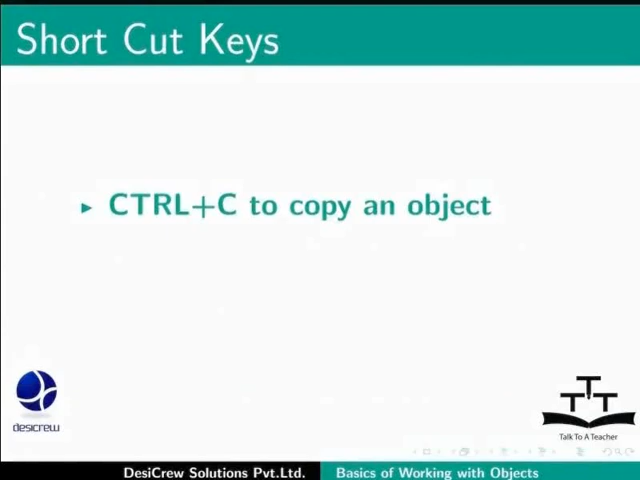 Short Cut Keys
▸ CTRL+C to copy an object
desicrew
TTT
Talk To A Teacher
DesiCrew Solutions Pvt.Ltd.
Basics of Working with Objects